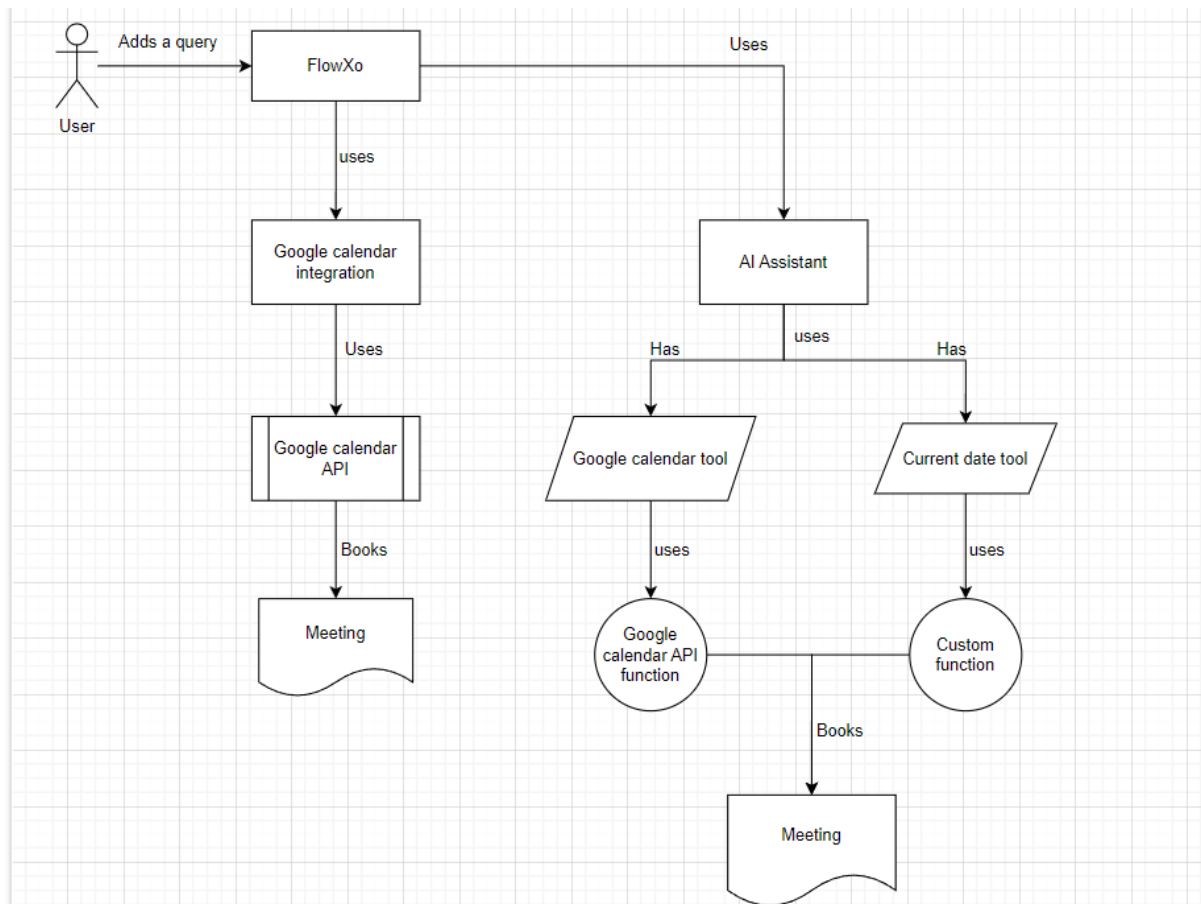 Adds a query
FlowXo
Uses
User
uses
Google calendar
integration
AI Assistant
uses
Uses
Has
Has
Google calendar
API
Google calendar tool
Current date tool
Books
uses
uses
Meeting
Google
calendar API
function
Custom
function
Books
Meeting